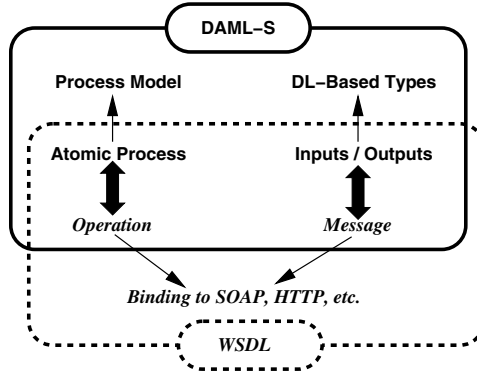 DAML-S
Process Model
DL-Based Types
Atomic Process
Inputs / Outputs
Operation
Message
Binding to SOAP, HTTP, etc.
WSDL